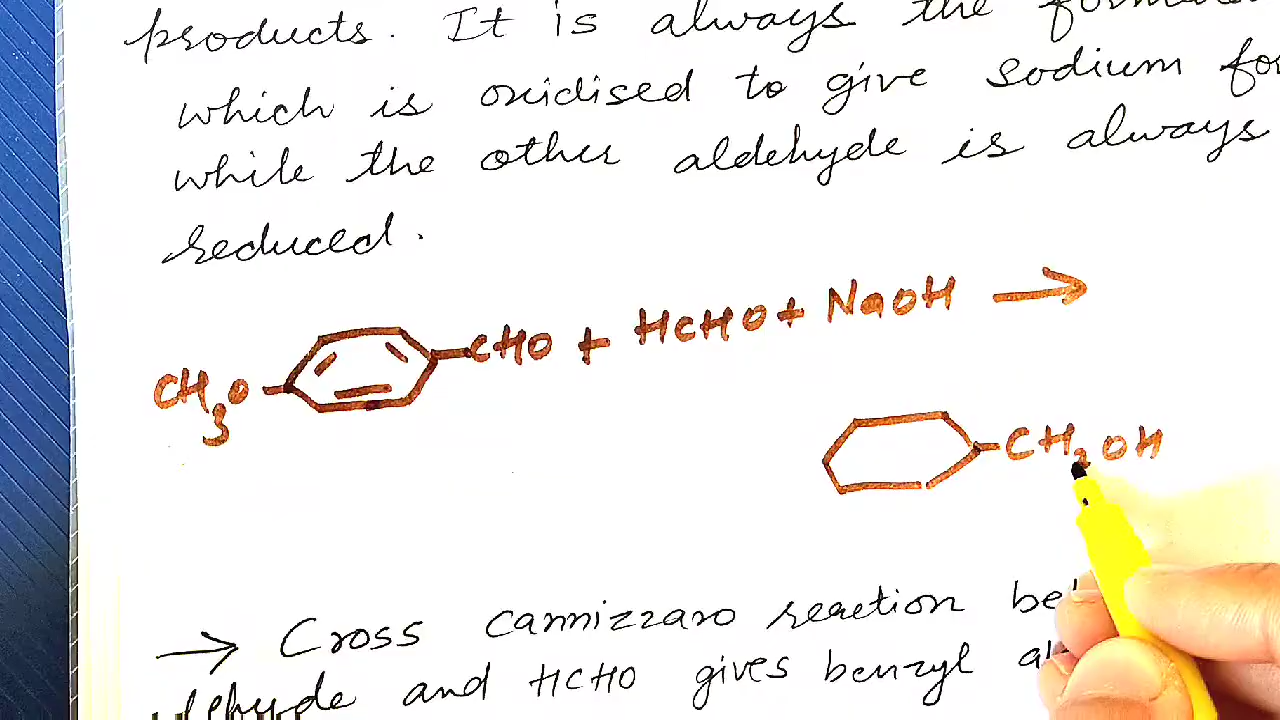 products. It is always the
which is oxidised to give sodium
while the other aldehyde is always
reduced.
CH3O CHO + HCHO + NaOH →
CH2OH
→ Cross cannizzaro reaction
and HCHO gives benzyl